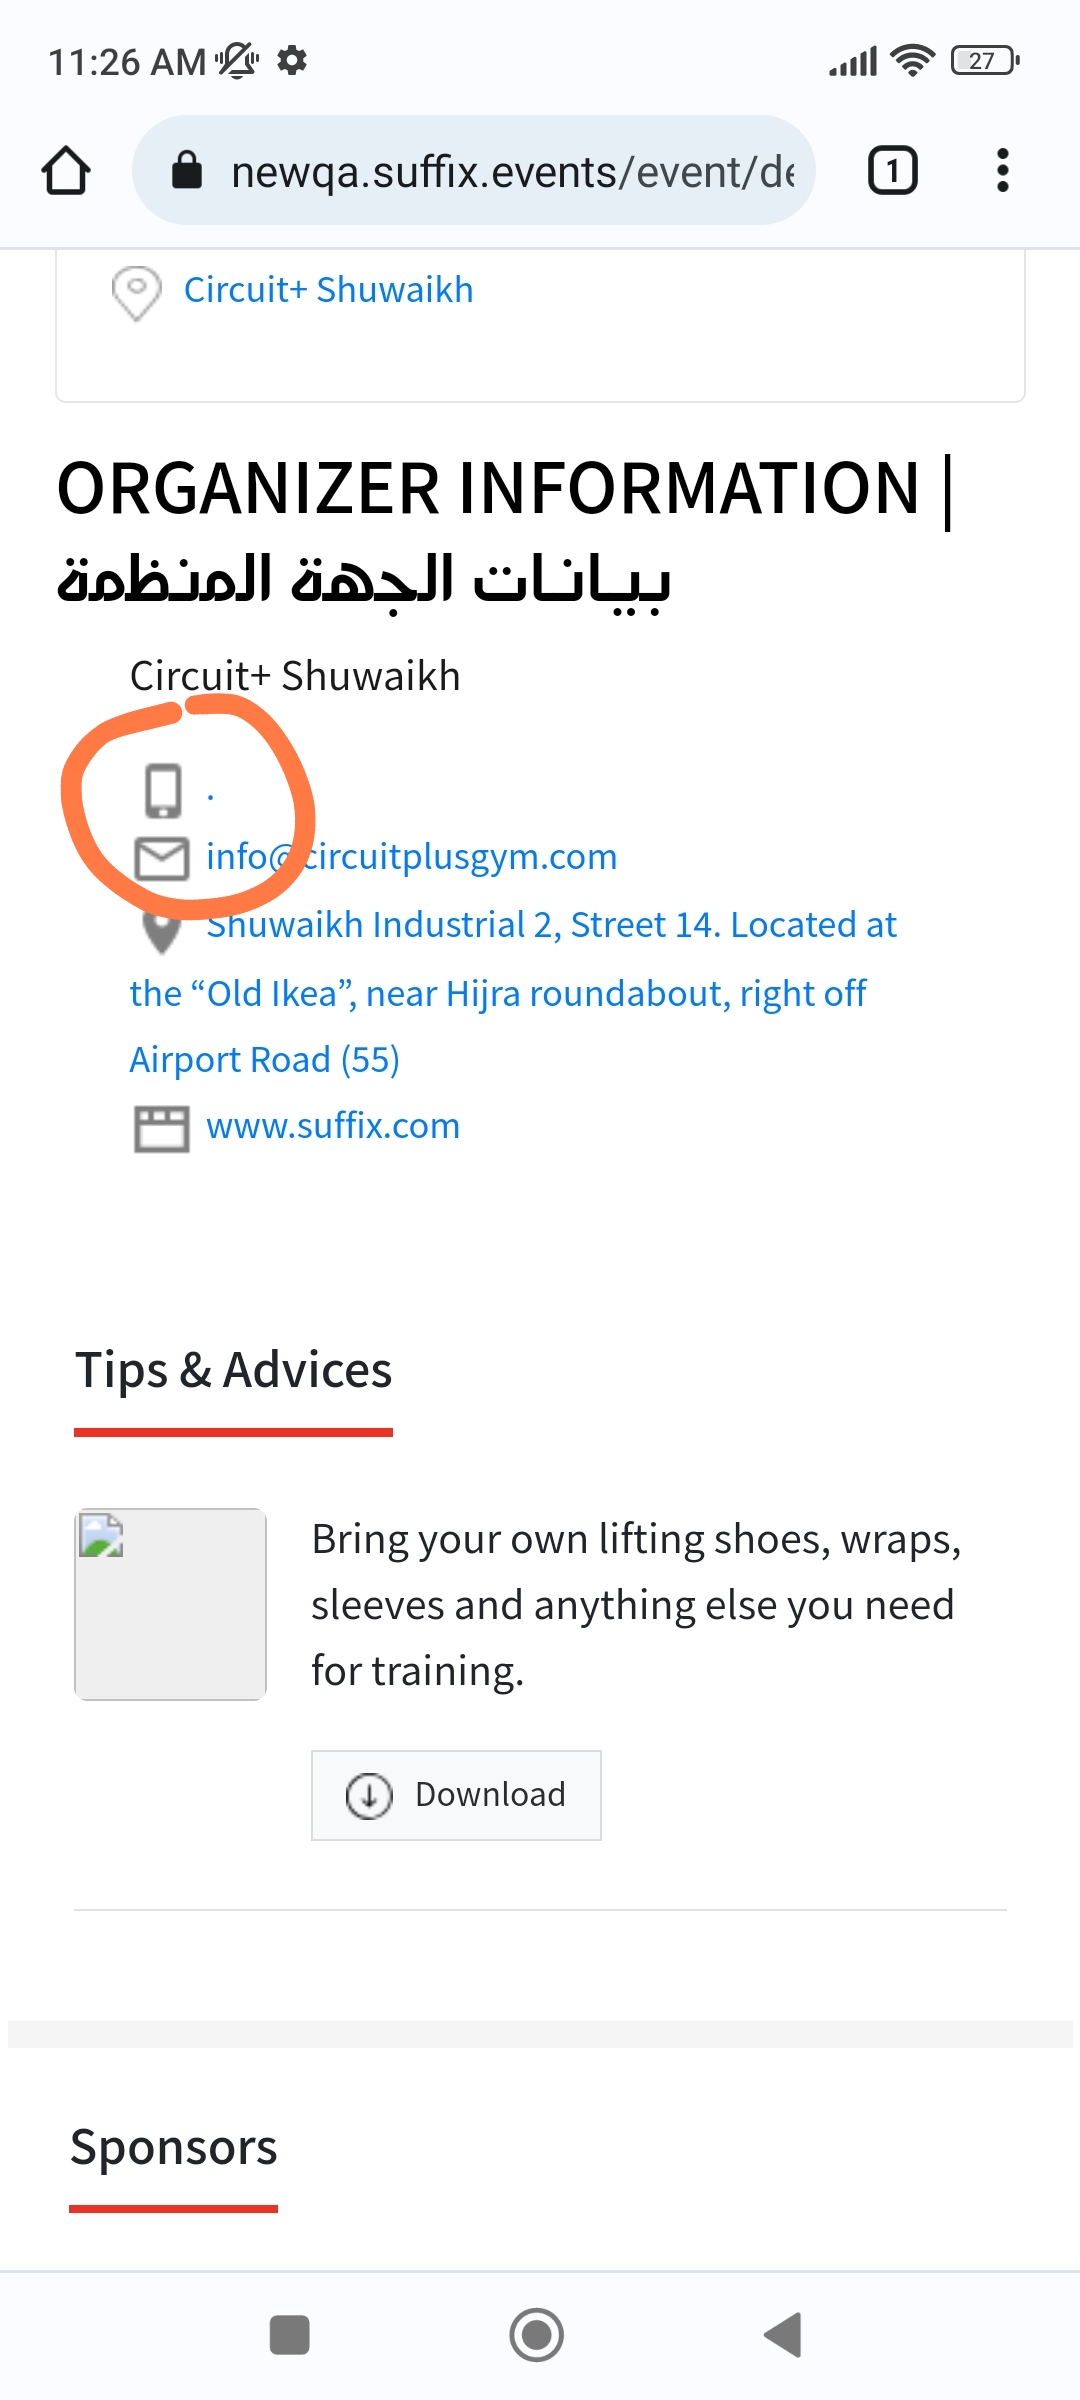 11:26 AM
27
newqa.suffix.events/event/de
1
Circuit+ Shuwaikh
ORGANIZER INFORMATION |
بيانات الجهة المنظمة
Circuit+ Shuwaikh
.
info@circuitplusgym.com
Shuwaikh Industrial 2, Street 14. Located at
the “Old Ikea”, near Hijra roundabout, right off
Airport Road (55)
www.suffix.com
Tips & Advices
Bring your own lifting shoes, wraps,
sleeves and anything else you need
for training.
Download
Sponsors